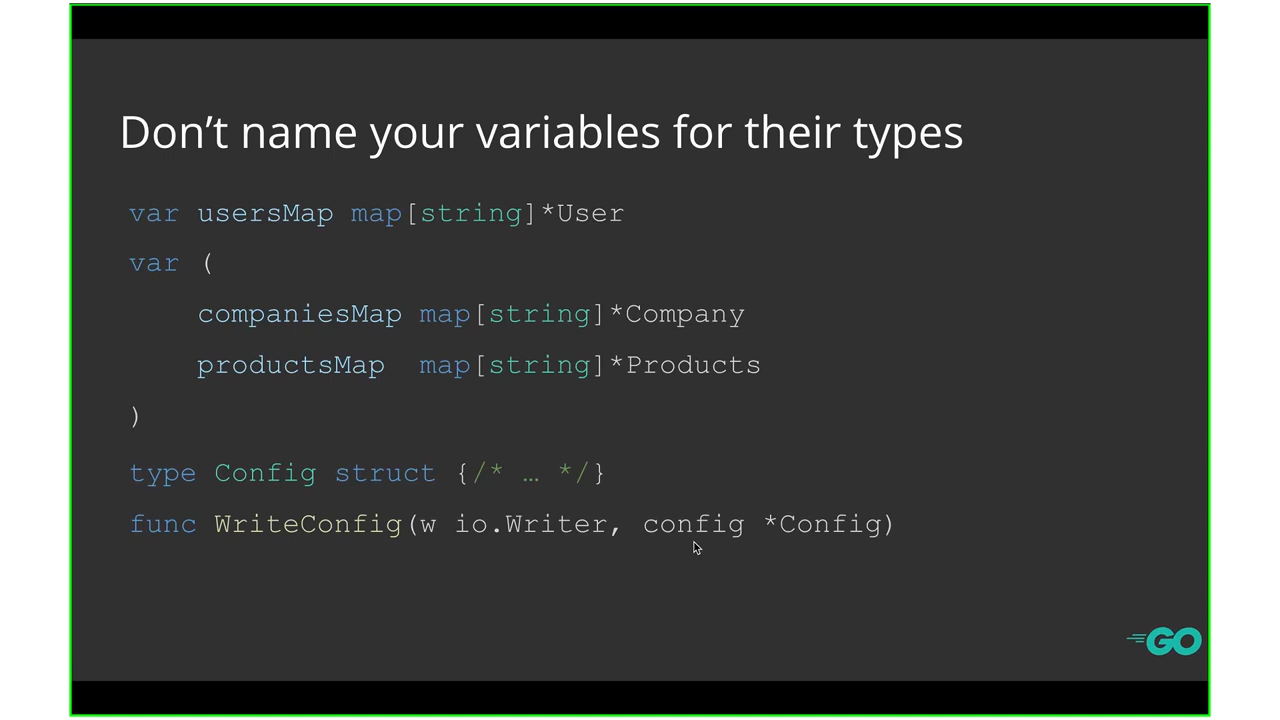 Don’t name your variables for their types
var usersMap map[string]*User
var (
companiesMap map[string]*Company
productsMap map[string]*Products
)
type Config struct {/* … */}
func WriteConfig(w io.Writer, config *Config)
GO